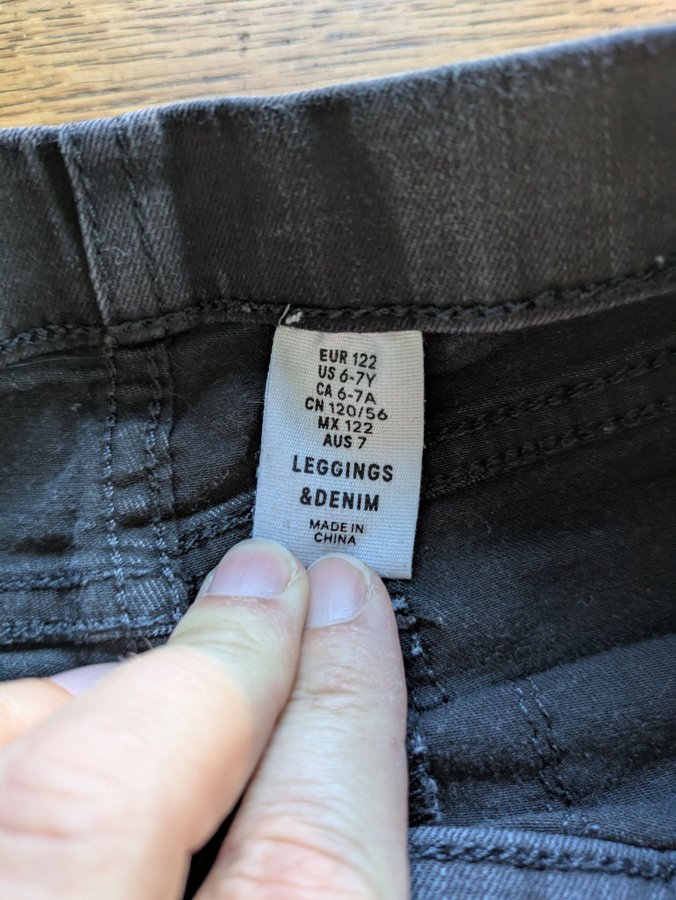 EUR 122
US 6-7Y
CA 6-7A
CN 120/56
MX 122
AUS 7
LEGGINGS
&DENIM
MADE IN
CHINA